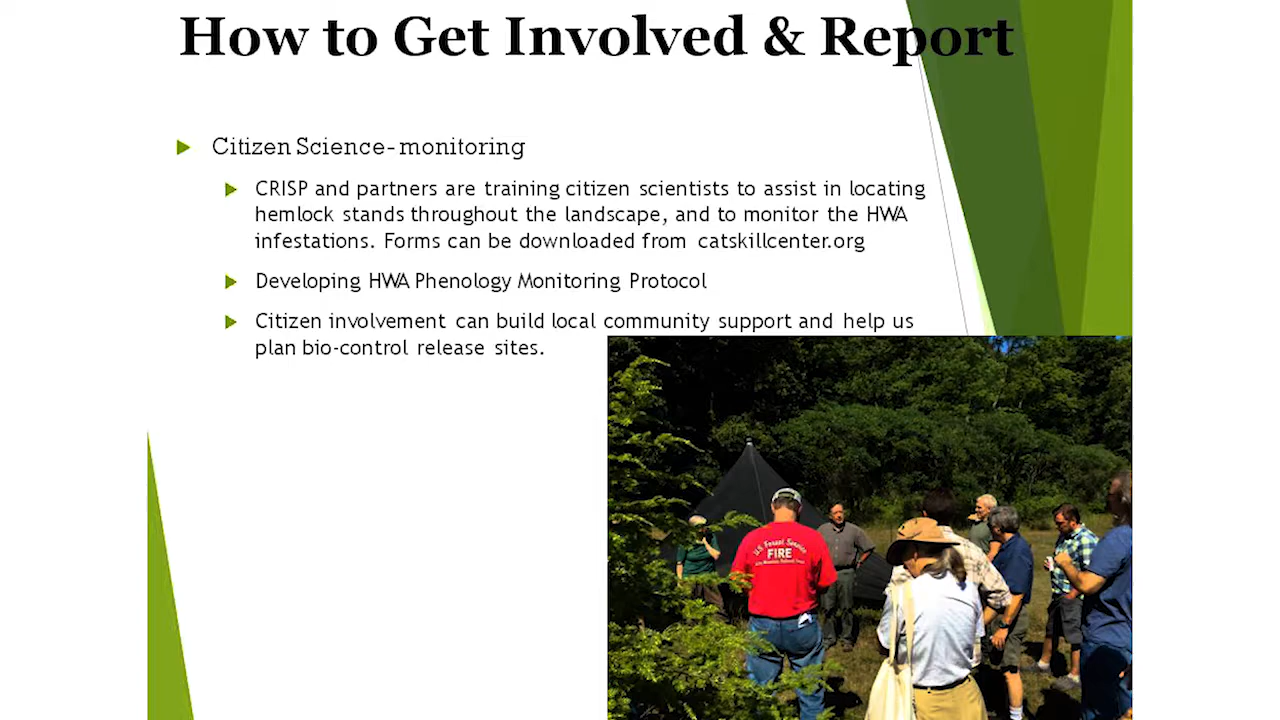 How to Get Involved & Report
Citizen Science- monitoring
CRISP and partners are training citizen scientists to assist in locating
hemlock stands throughout the landscape, and to monitor the HWA
infestations. Forms can be downloaded from catskillcenter.org
Developing HWA Phenology Monitoring Protocol
Citizen involvement can build local community support and help us
plan bio-control release sites.
U.S. Forest Service
FIRE